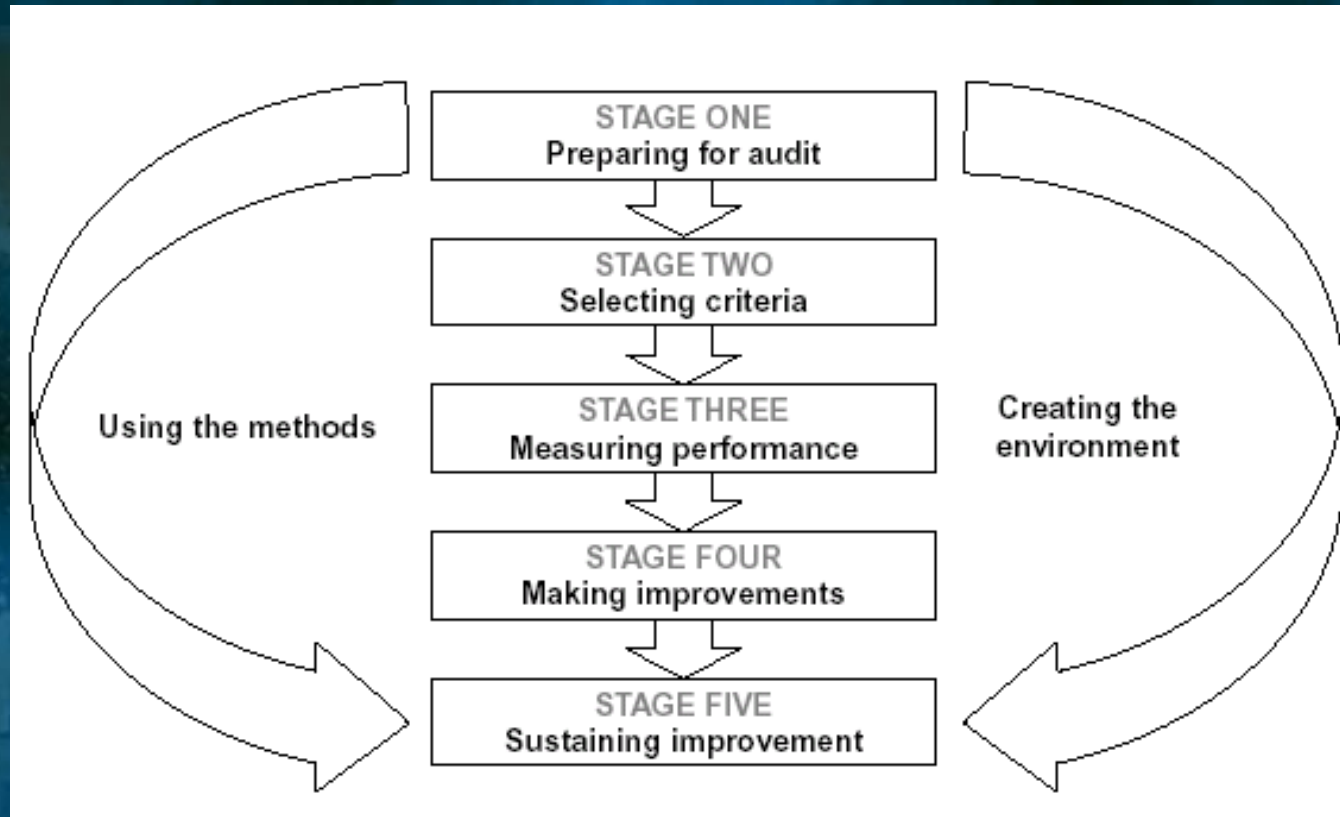 STAGE ONE
Preparing for audit
STAGE TWO
Selecting criteria
STAGE THREE
Measuring performance
STAGE FOUR
Making improvements
STAGE FIVE
Sustaining improvement
Using the methods
Creating the
environment